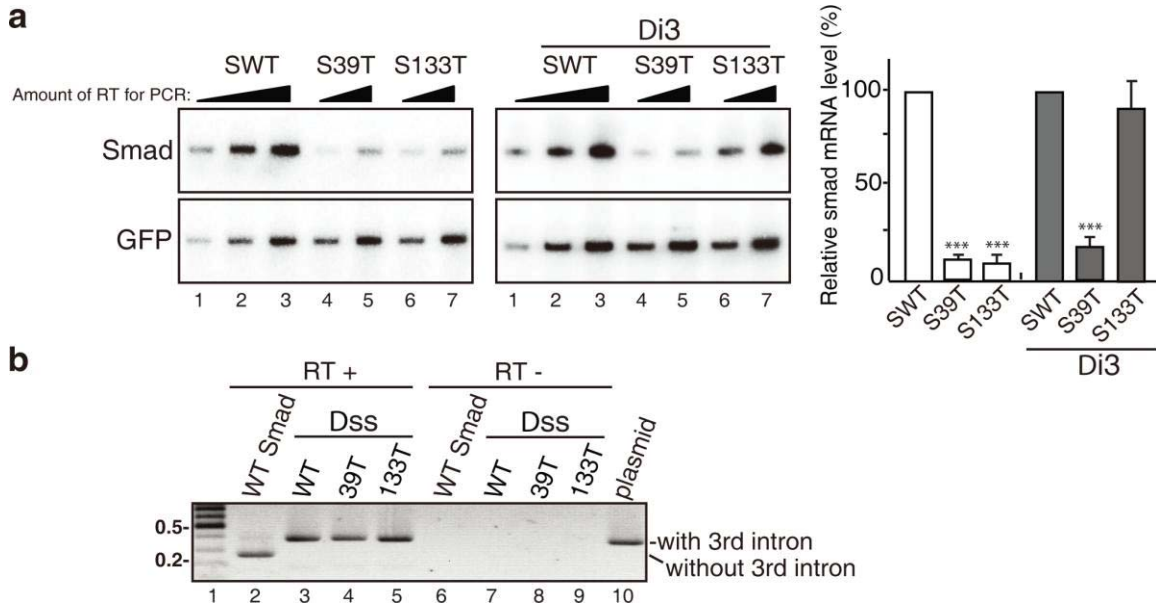 a
Di3
SWT S39T S133T SWT S39T S133T
Amount of RT for PCR:
Smad
GFP
1 2 3 4 5 6 7 1 2 3 4 5 6 7
Relative smad mRNA level (%)
100
50
0
*** *** ***
SWT S39T S133T SWT S39T S133T
Di3
b
RT + RT -
Dss Dss
WT Smad WT 39T 133T WT Smad WT 39T 133T plasmid
0.5-
0.2-
-with 3rd intron
without 3rd intron
1 2 3 4 5 6 7 8 9 10